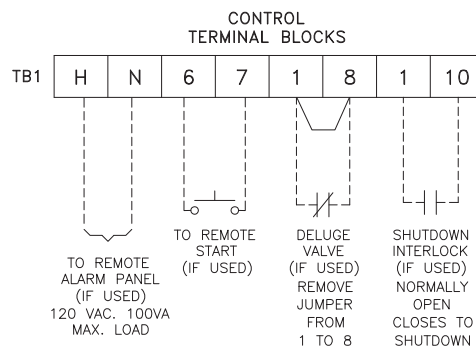 CONTROL
TERMINAL BLOCKS
TB1 H N 6 7 1 8 1 10
TO REMOTE
ALARM PANEL
(IF USED)
120 VAC. 100VA
MAX. LOAD
TO REMOTE
START
(IF USED)
DELUGE
VALVE
(IF USED)
REMOVE
JUMPER
FROM
1 TO 8
SHUTDOWN
INTERLOCK
(IF USED)
NORMALLY
OPEN
CLOSES TO
SHUTDOWN